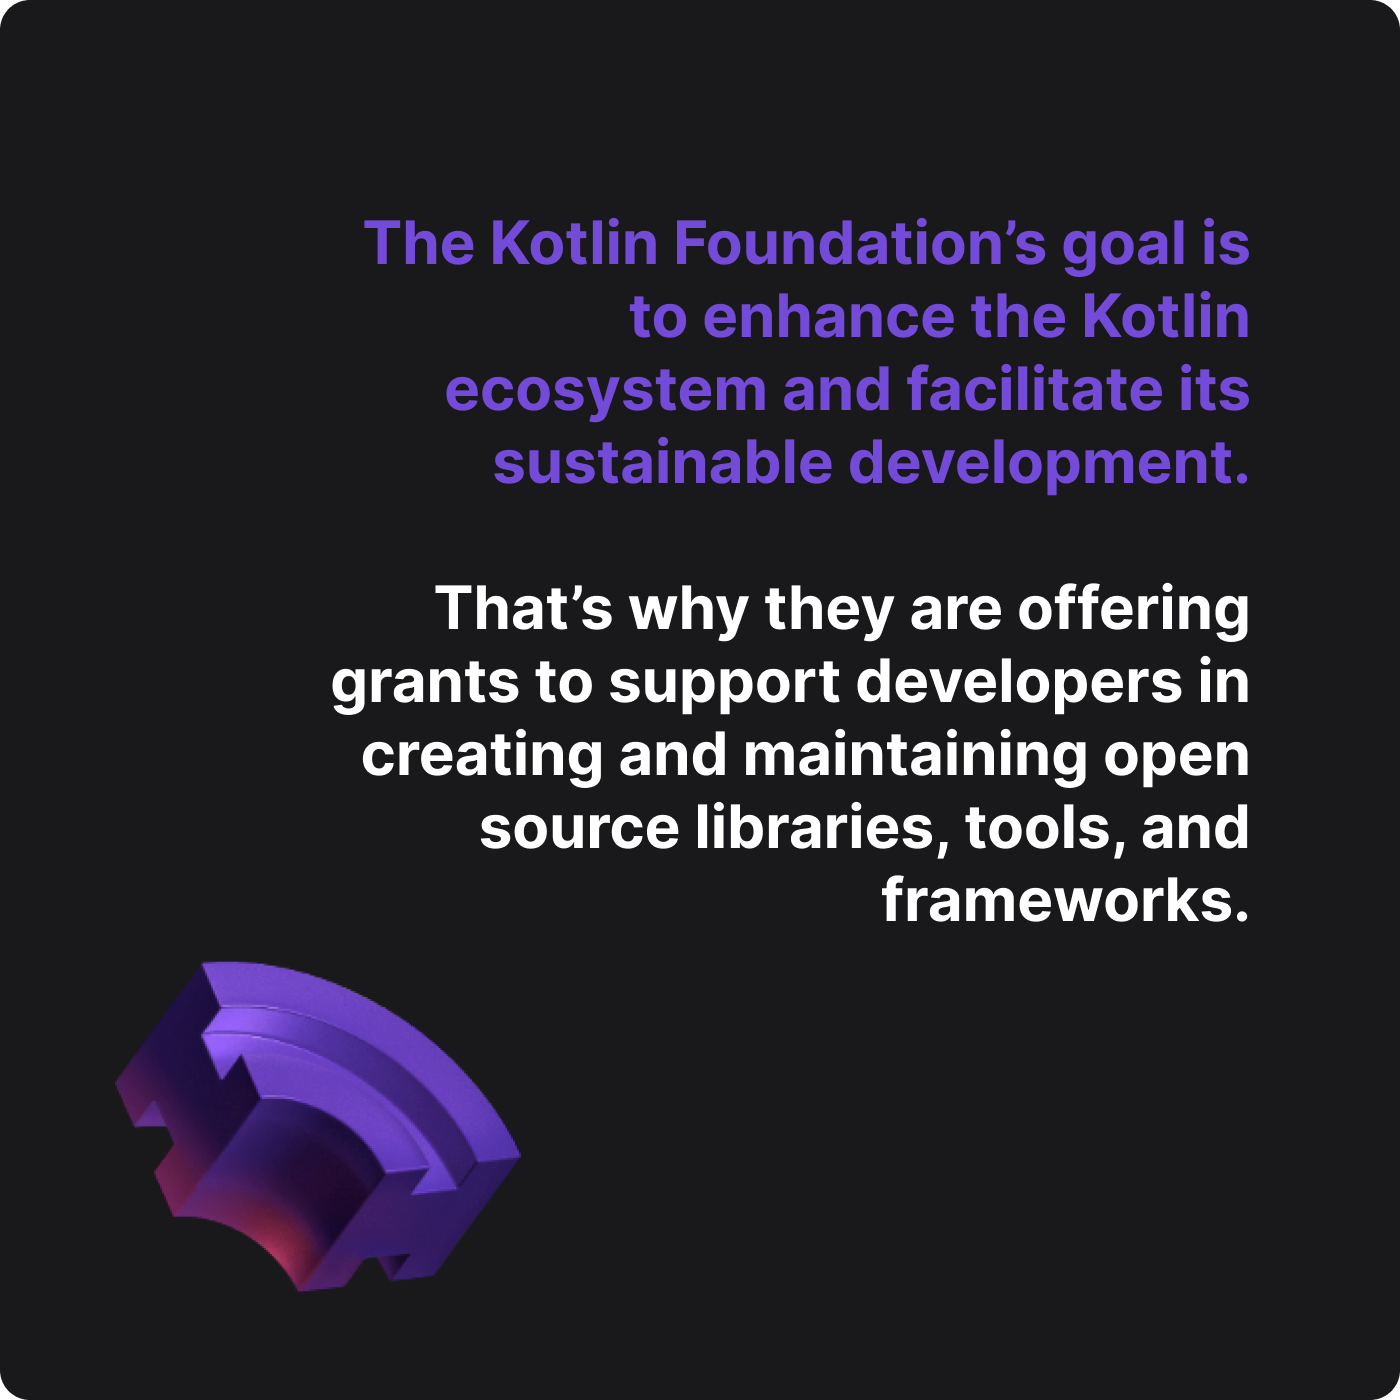 The Kotlin Foundation’s goal is
to enhance the Kotlin
ecosystem and facilitate its
sustainable development.
That’s why they are offering
grants to support developers in
creating and maintaining open
source libraries, tools, and
frameworks.